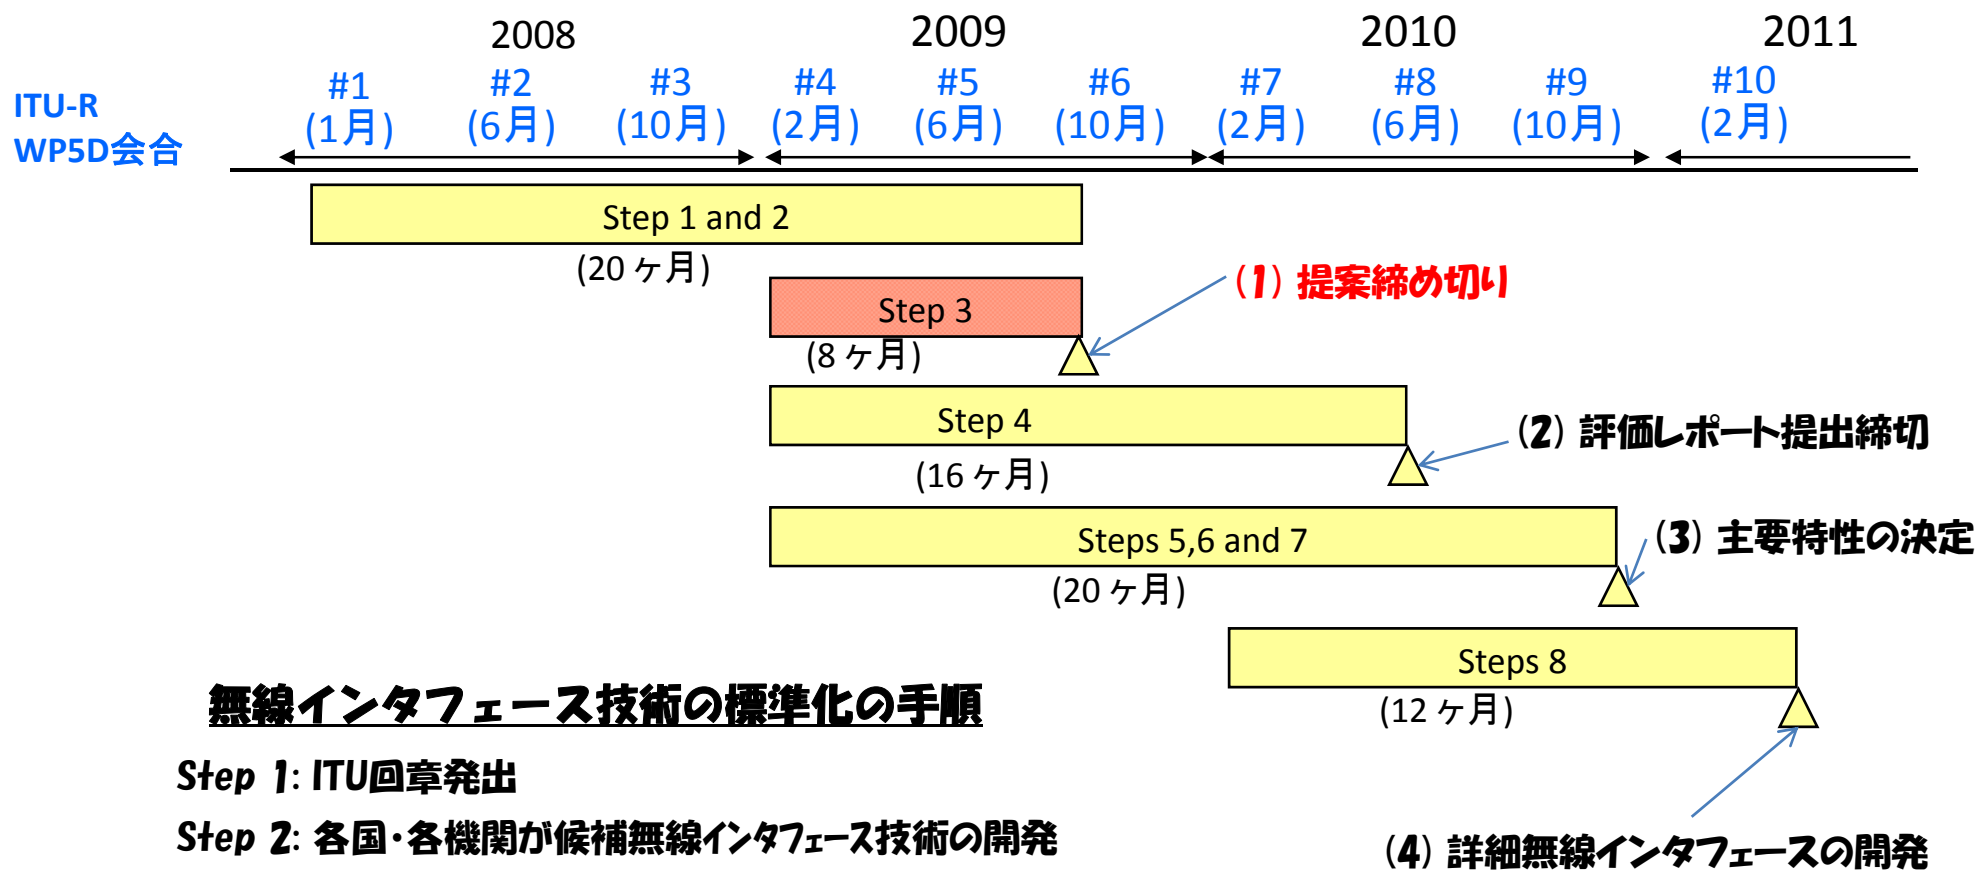 2008 2009 2010 2011
ITU-R
WP5D会合
#1 #2 #3 #4 #5 #6 #7 #8 #9 #10
(1月) (6月) (10月) (2月) (6月) (10月) (2月) (6月) (10月) (2月)
Step 1 and 2
(20 ヶ月)
(1) 提案締め切り
Step 3
(8 ヶ月)
Step 4
(2) 評価レポート提出締切
(16 ヶ月)
Steps 5,6 and 7
(3) 主要特性の決定
(20 ヶ月)
Steps 8
(12 ヶ月)
無線インタフェース技術の標準化の手順
Step 1: ITU回章発出
Step 2: 各国・各機関が候補無線インタフェース技術の開発
(4) 詳細無線インタフェースの開発